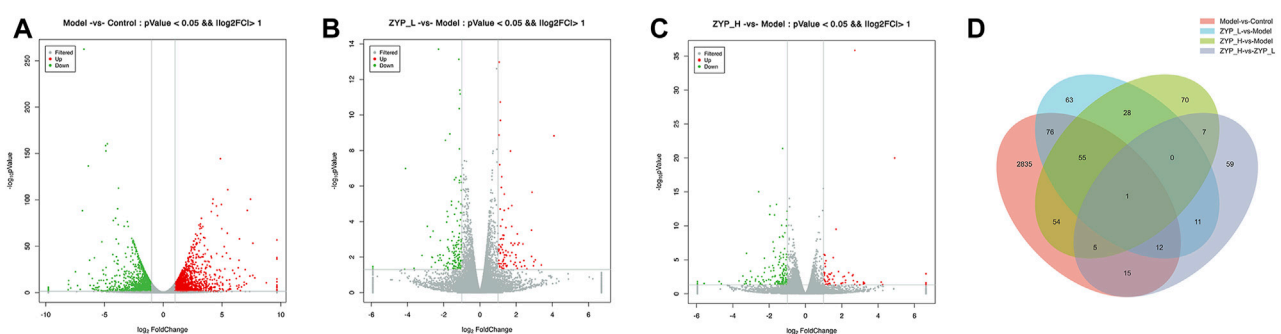 A
Model -vs- Control : pValue < 0.05 && |log2FC|> 1
Filtered
Up
Down
-log10pValue
250
200
150
100
50
0
-10
-5
0
5
10
log2 FoldChange
B
ZYP_L -vs- Model : pValue < 0.05 && |log2FC|> 1
Filtered
Up
Down
-log10pValue
14
12
10
8
6
4
2
0
-6
-4
-2
0
2
4
6
log2 FoldChange
C
ZYP_H -vs- Model : pValue < 0.05 && |log2FC|> 1
Filtered
Up
Down
-log10pValue
35
30
25
20
15
10
5
0
-6
-4
-2
0
2
4
6
log2 FoldChange
D
Model-vs-Control
ZYP_L-vs-Model
ZYP_H-vs-Model
ZYP_H-vs-ZYP_L
63
70
28
76
7
2835
55
0
59
1
54
11
5
12
15